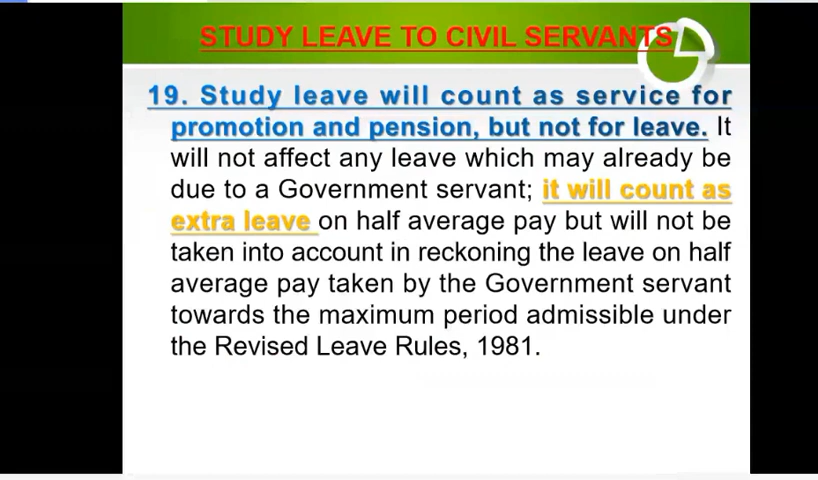 STUDY LEAVE TO CIVIL SERVANTS
19. Study leave will count as service for
promotion and pension, but not for leave. It
will not affect any leave which may already be
due to a Government servant; it will count as
extra leave on half average pay but will not be
taken into account in reckoning the leave on half
average pay taken by the Government servant
towards the maximum period admissible under
the Revised Leave Rules, 1981.